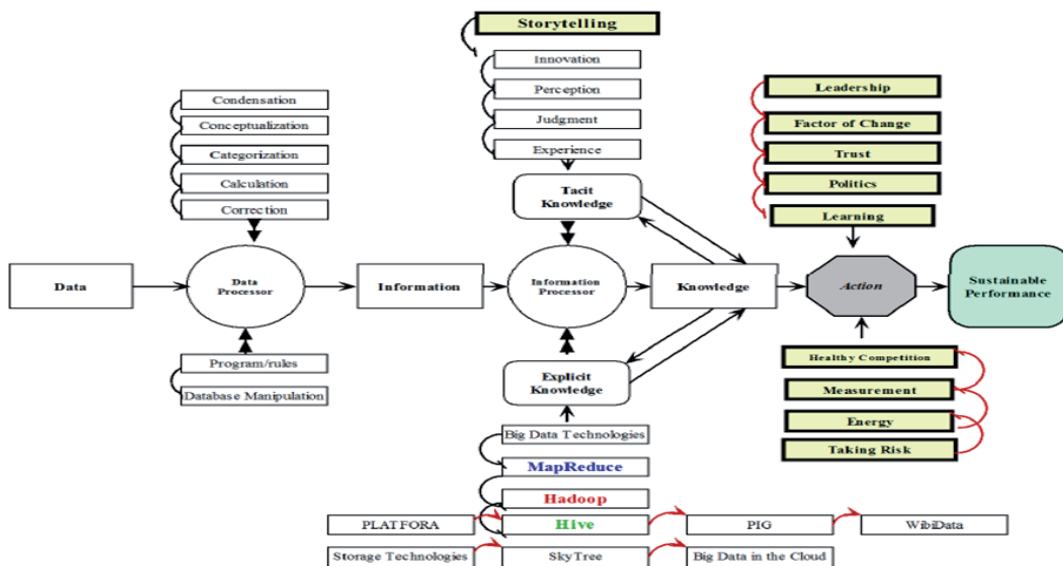 Storytelling
Innovation
Perception
Judgment
Experience
Condensation
Conceptualization
Categorization
Calculation
Correction
Leadership
Factor of Change
Trust
Politics
Learning
Tacit
Knowledge
Data
Data
Processor
Information
Information
Processor
Knowledge
Action
Sustainable
Performance
Program/rules
Database Manipulation
Explicit
Knowledge
Healthy Competition
Measurement
Energy
Taking Risk
Big Data Technologies
MapReduce
Hadoop
PLATFORA
Hive
PIG
WibiData
Storage Technologies
SkyTree
Big Data in the Cloud